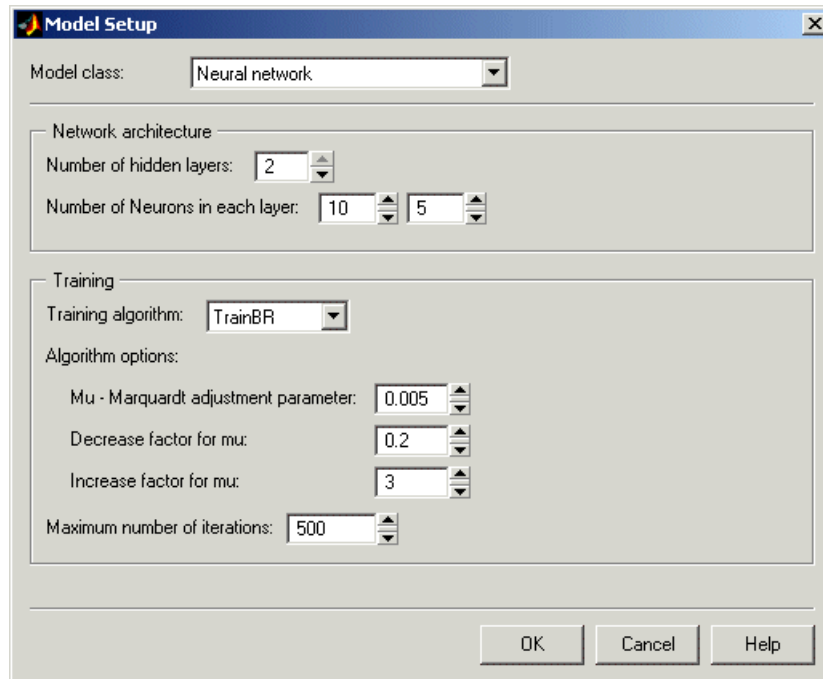 Model Setup
Model class: Neural network
Network architecture
Number of hidden layers: 2
Number of Neurons in each layer: 10 5
Training
Training algorithm: TrainBR
Algorithm options:
Mu - Marquardt adjustment parameter: 0.005
Decrease factor for mu: 0.2
Increase factor for mu: 3
Maximum number of iterations: 500
OK Cancel Help